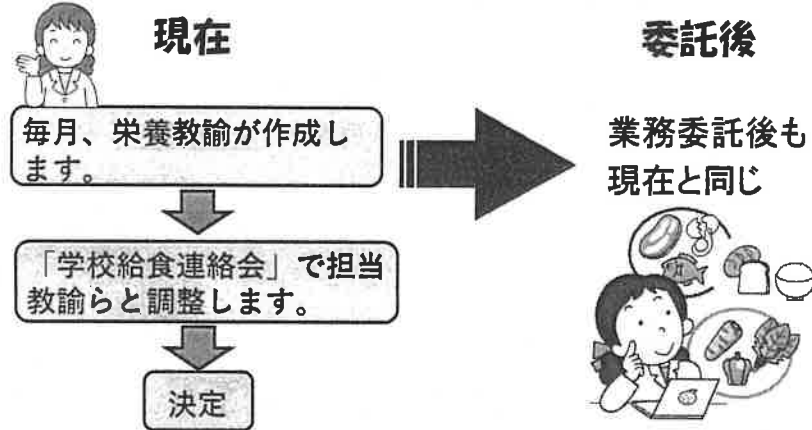 現在
毎月、栄養教諭が作成し
ます。
「学校給食連絡会」で担当
教諭らと調整します。
決定
委託後
業務委託後も
現在と同じ